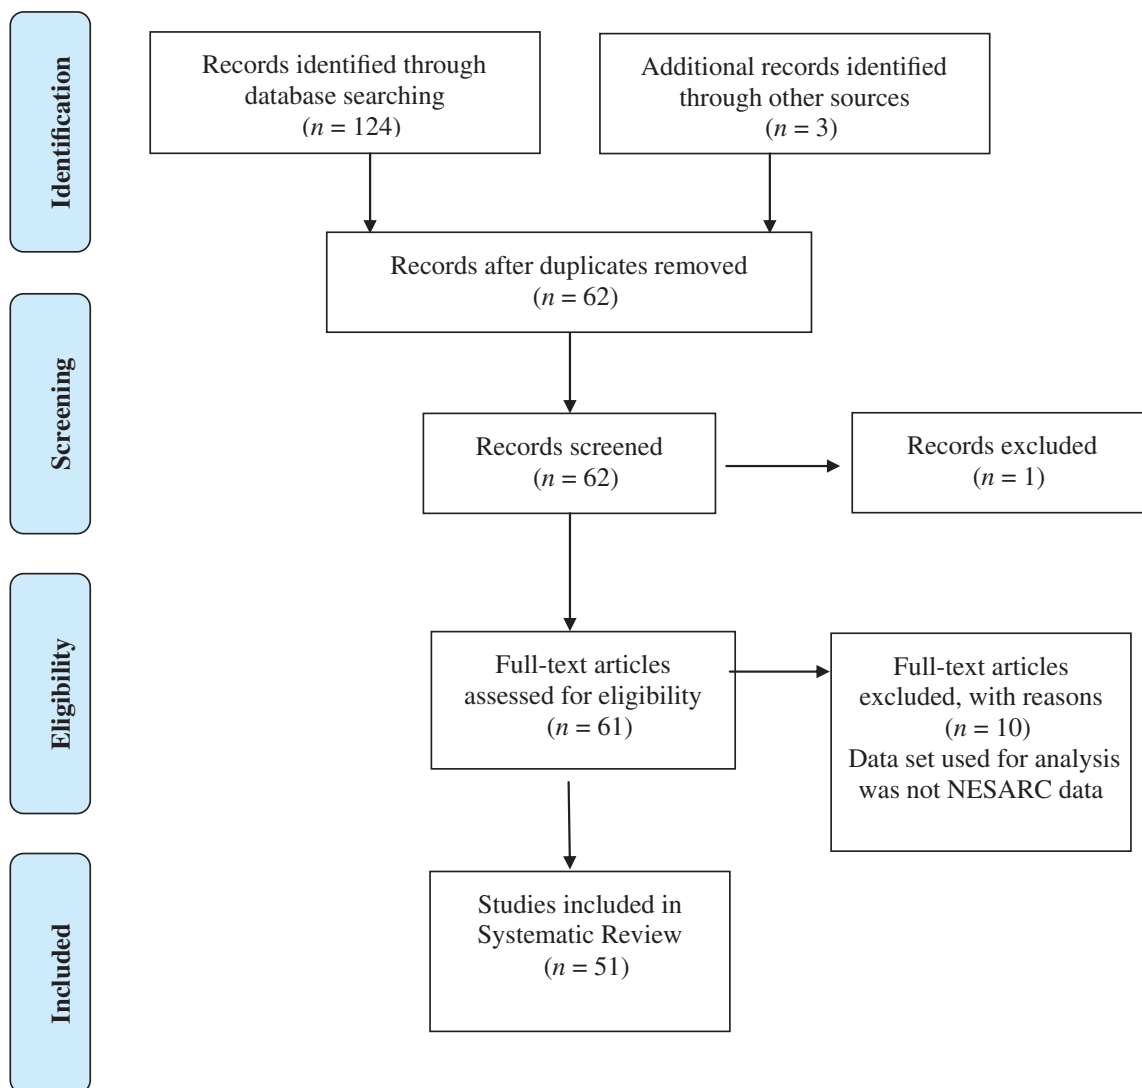 Identification
Records identified through
database searching
(n = 124)
Additional records identified
through other sources
(n = 3)
Records after duplicates removed
(n = 62)
Screening
Records screened
(n = 62)
Records excluded
(n = 1)
Eligibility
Full-text articles
assessed for eligibility
(n = 61)
Full-text articles
excluded, with reasons
(n = 10)
Data set used for analysis
was not NESARC data
Included
Studies included in
Systematic Review
(n = 51)